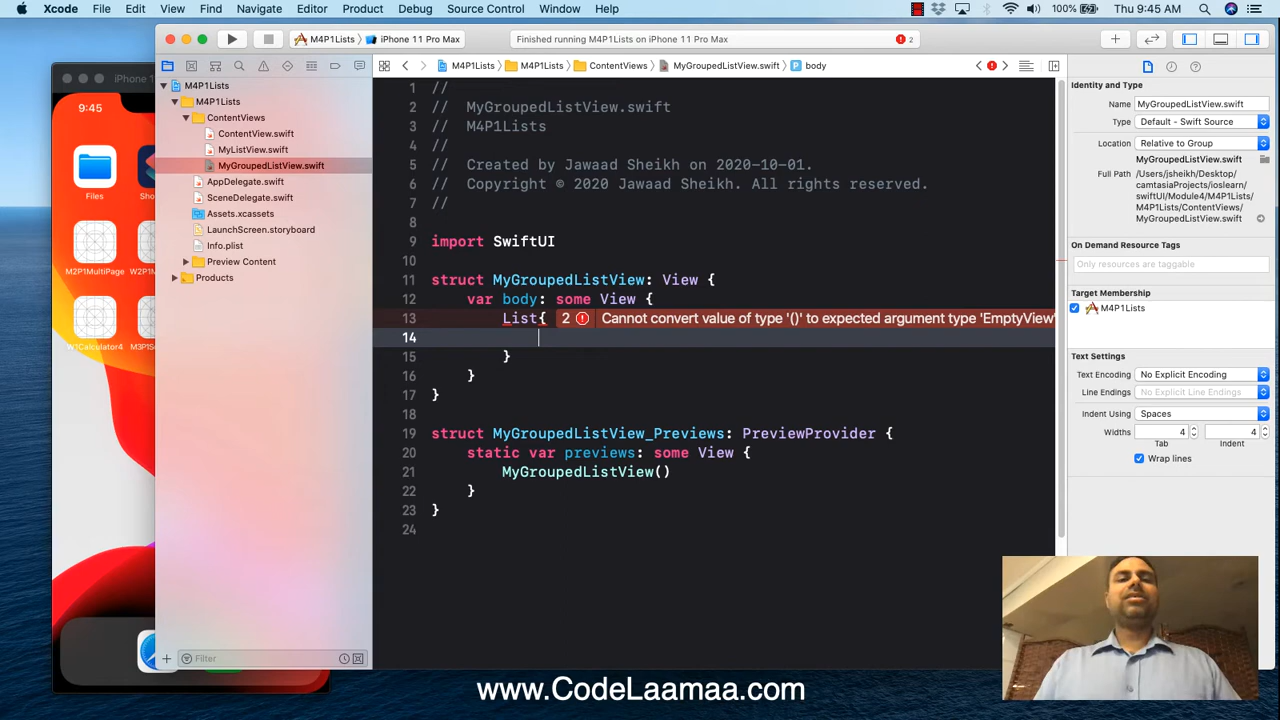 Xcode File Edit View Find Navigate Editor Product Debug Source Control Window Help 100% Thu 9:45 AM
iPhone 1
M4P1Lists iPhone 11 Pro Max
Finished running M4P1Lists on iPhone 11 Pro Max 2
M4P1Lists M4P1Lists ContentViews MyGroupedListView.swift body
9:45
Files
Sho
M2P1MultiPage
W2P1
W1Calculator4
M3P1S
M4P1Lists
M4P1Lists
ContentViews
ContentView.swift
MyListView.swift
MyGroupedListView.swift
AppDelegate.swift
SceneDelegate.swift
Assets.xcassets
LaunchScreen.storyboard
Info.plist
Preview Content
Products
Filter
1 //
2 // MyGroupedListView.swift
3 // M4P1Lists
4 //
5 // Created by Jawaad Sheikh on 2020-10-01.
6 // Copyright © 2020 Jawaad Sheikh. All rights reserved.
7 //
8
9 import SwiftUI
10
11 struct MyGroupedListView: View {
12 var body: some View {
13 List{ 2 Cannot convert value of type '()' to expected argument type 'EmptyView'
14
15 }
16 }
17 }
18
19 struct MyGroupedListView_Previews: PreviewProvider {
20 static var previews: some View {
21 MyGroupedListView()
22 }
23 }
24
Identity and Type
Name MyGroupedListView.swift
Type Default - Swift Source
Location Relative to Group
MyGroupedListView.swift
Full Path /Users/jsheikh/Desktop/
camtasiaProjects/ioslearn/
swiftUI/Module4/M4P1Lists/
M4P1Lists/ContentViews/
MyGroupedListView.swift
On Demand Resource Tags
Only resources are taggable
Target Membership
M4P1Lists
Text Settings
Text Encoding No Explicit Encoding
Line Endings No Explicit Line Endings
Indent Using Spaces
Widths 4 4
Tab Indent
Wrap lines
www.CodeLaamaa.com